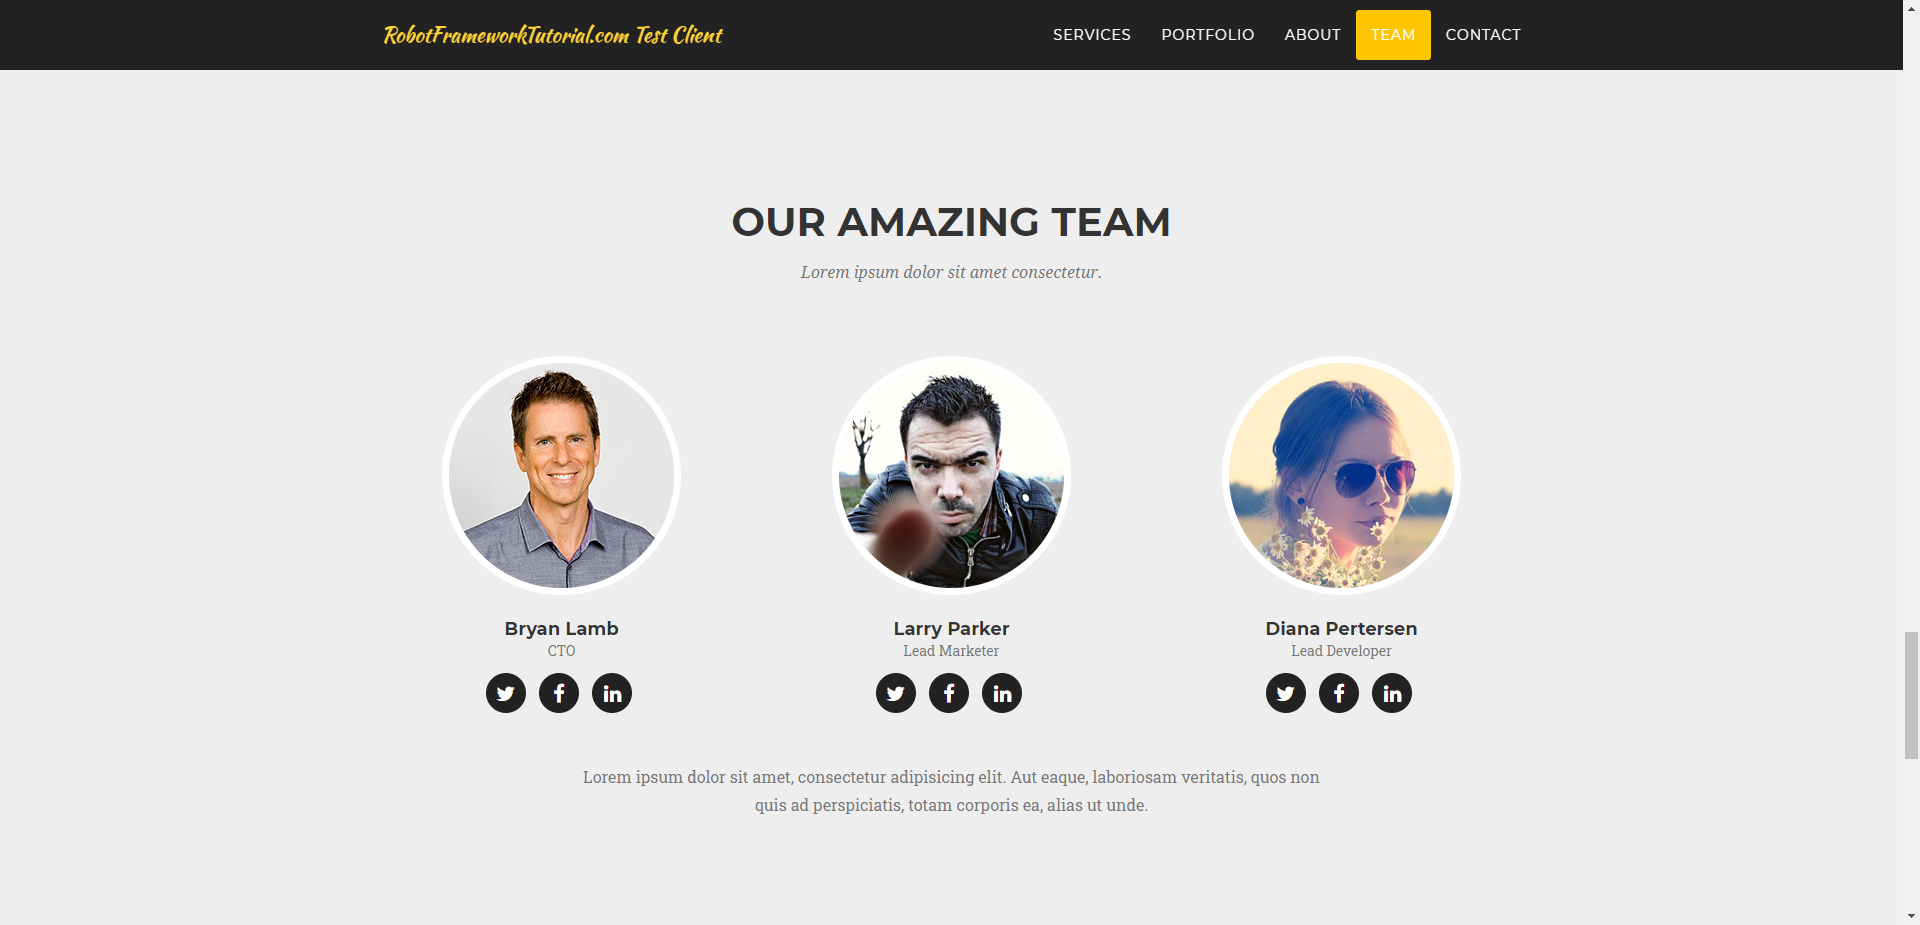 RobotFrameworkTutorial.com Test Client
SERVICES PORTFOLIO ABOUT TEAM CONTACT
OUR AMAZING TEAM
Lorem ipsum dolor sit amet consectetur.
Bryan Lamb
CTO
Larry Parker
Lead Marketer
Diana Pertersen
Lead Developer
Lorem ipsum dolor sit amet, consectetur adipisicing elit. Aut eaque, laboriosam veritatis, quos non
quis ad perspiciatis, totam corporis ea, alias ut unde.